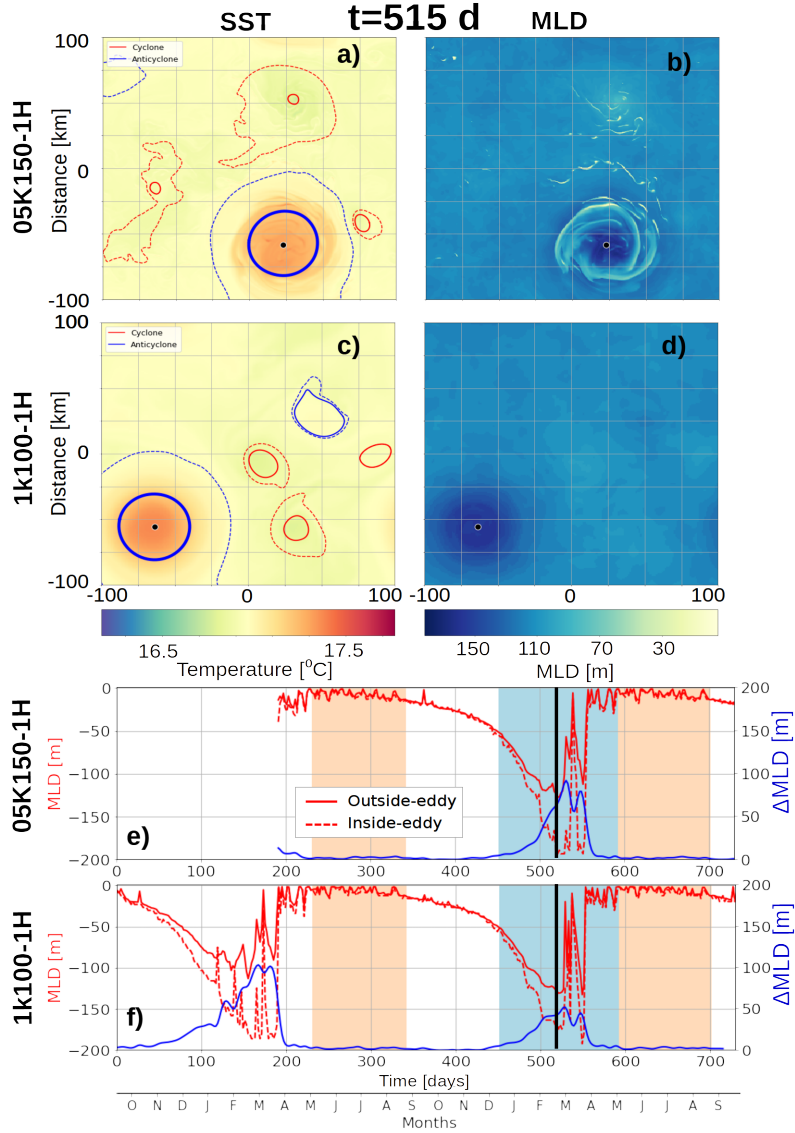 SST
t=515 d
MLD
05K150-1H
Distance [km]
100
0
-100
Cyclone
Anticyclone
a)
b)
1k100-1H
Distance [km]
100
0
-100
Cyclone
Anticyclone
c)
d)
-100 0 100
0 100
16.5 17.5
Temperature [⁰C]
150 110 70 30
MLD [m]
05K150-1H
MLD [m]
0
−50
−100
−150
−200
Outside-eddy
Inside-eddy
e)
200
150
100
50
0
ΔMLD [m]
0 100 200 300 400 500 600 700
1k100-1H
MLD [m]
0
−50
−100
−150
−200
f)
200
150
100
50
0
ΔMLD [m]
0 100 200 300 400 500 600 700
Time [days]
O N D J F M A M J J A S O N D J F M A M J J A S
Months